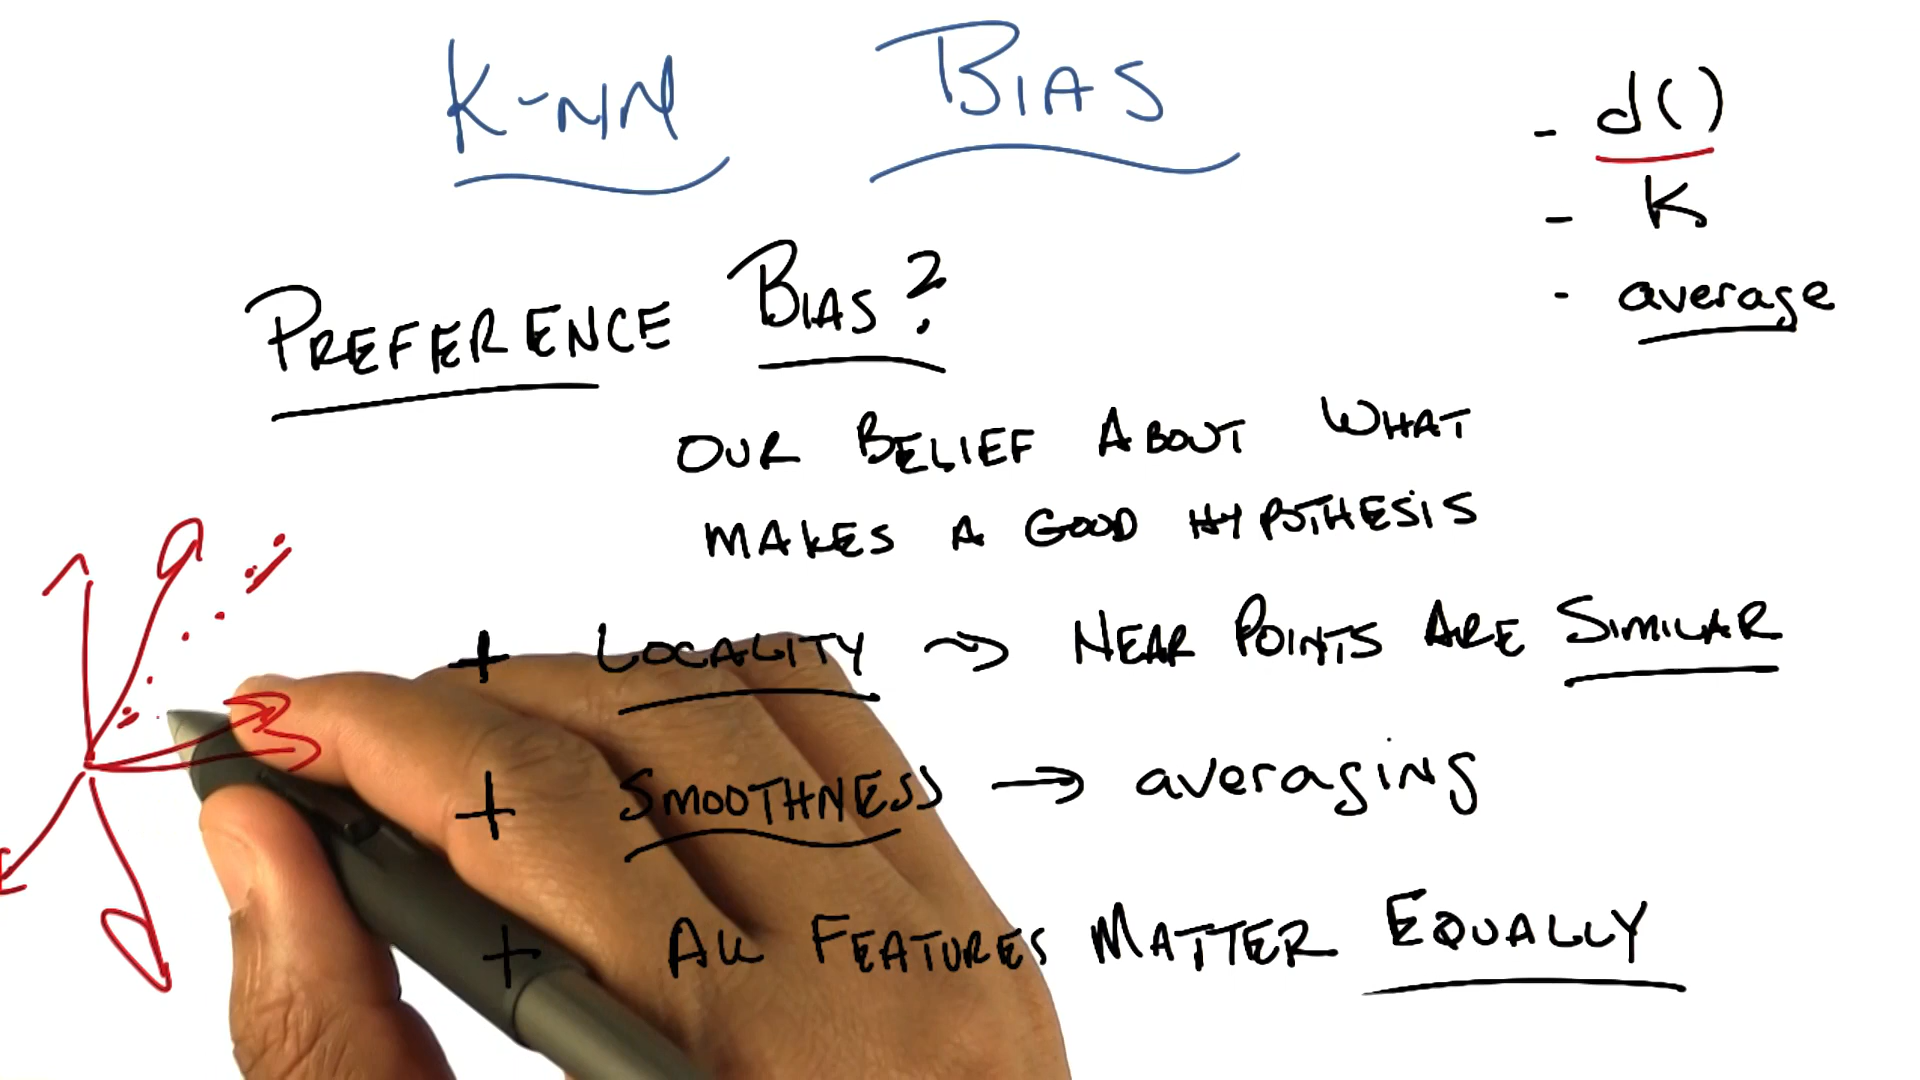 K-NN BIAS
- d()
- K
- average
PREFERENCE BIAS?
OUR BELIEF ABOUT WHAT
MAKES A GOOD HYPOTHESIS
+ LOCALITY → NEAR POINTS ARE SIMILAR
+ SMOOTHNESS → averaging
+ ALL FEATURES MATTER EQUALLY